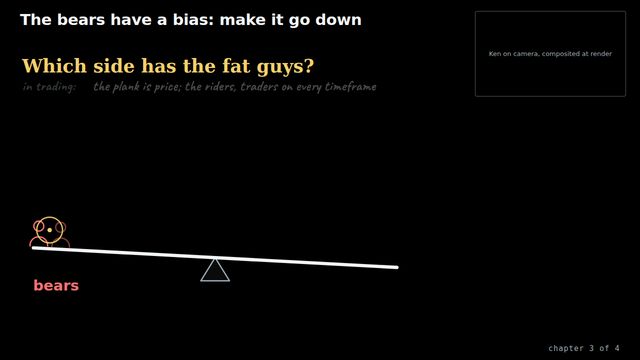 The bears have a bias: make it go down
Ken on camera, composited at render
Which side has the fat guys?
in trading: the plank is price; the riders, traders on every timeframe
bears
chapter 3 of 4